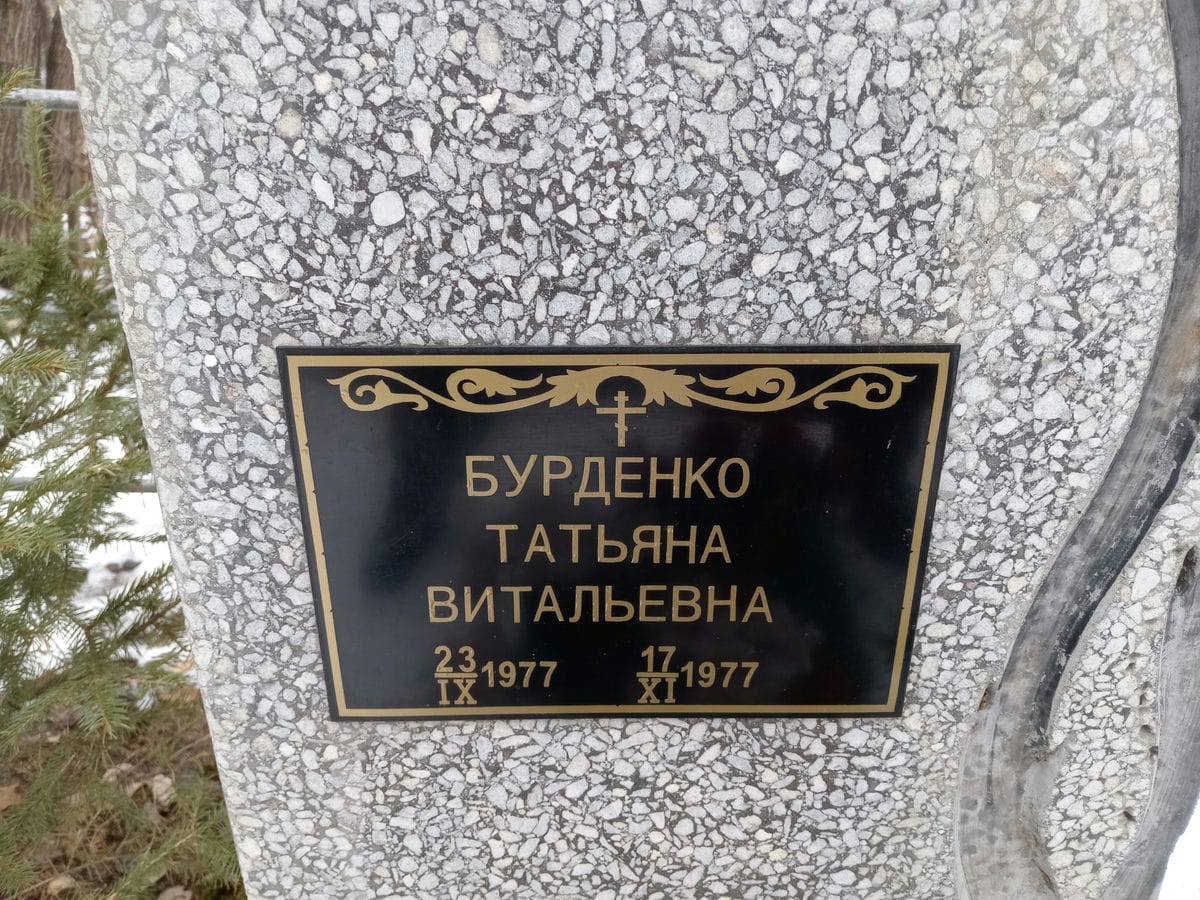 БУРДЕНКО
ТАТЬЯНА
ВИТАЛЬЕВНА
23/IX 1977 17/XI 1977